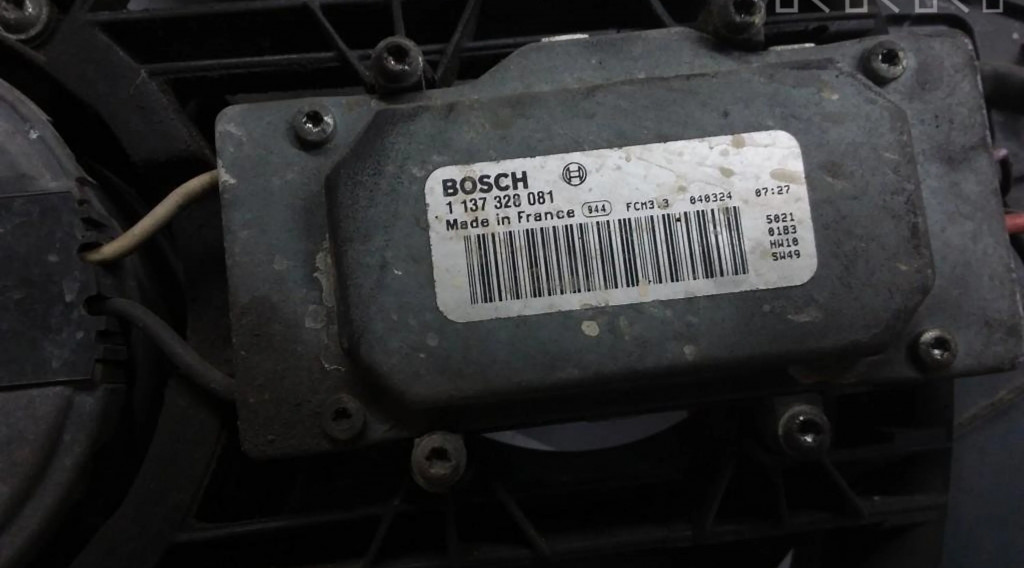 BOSCH
1 137 328 081
Made in France 944 FCM3.3 040324 07:27
5021
0183
HW10
SW49